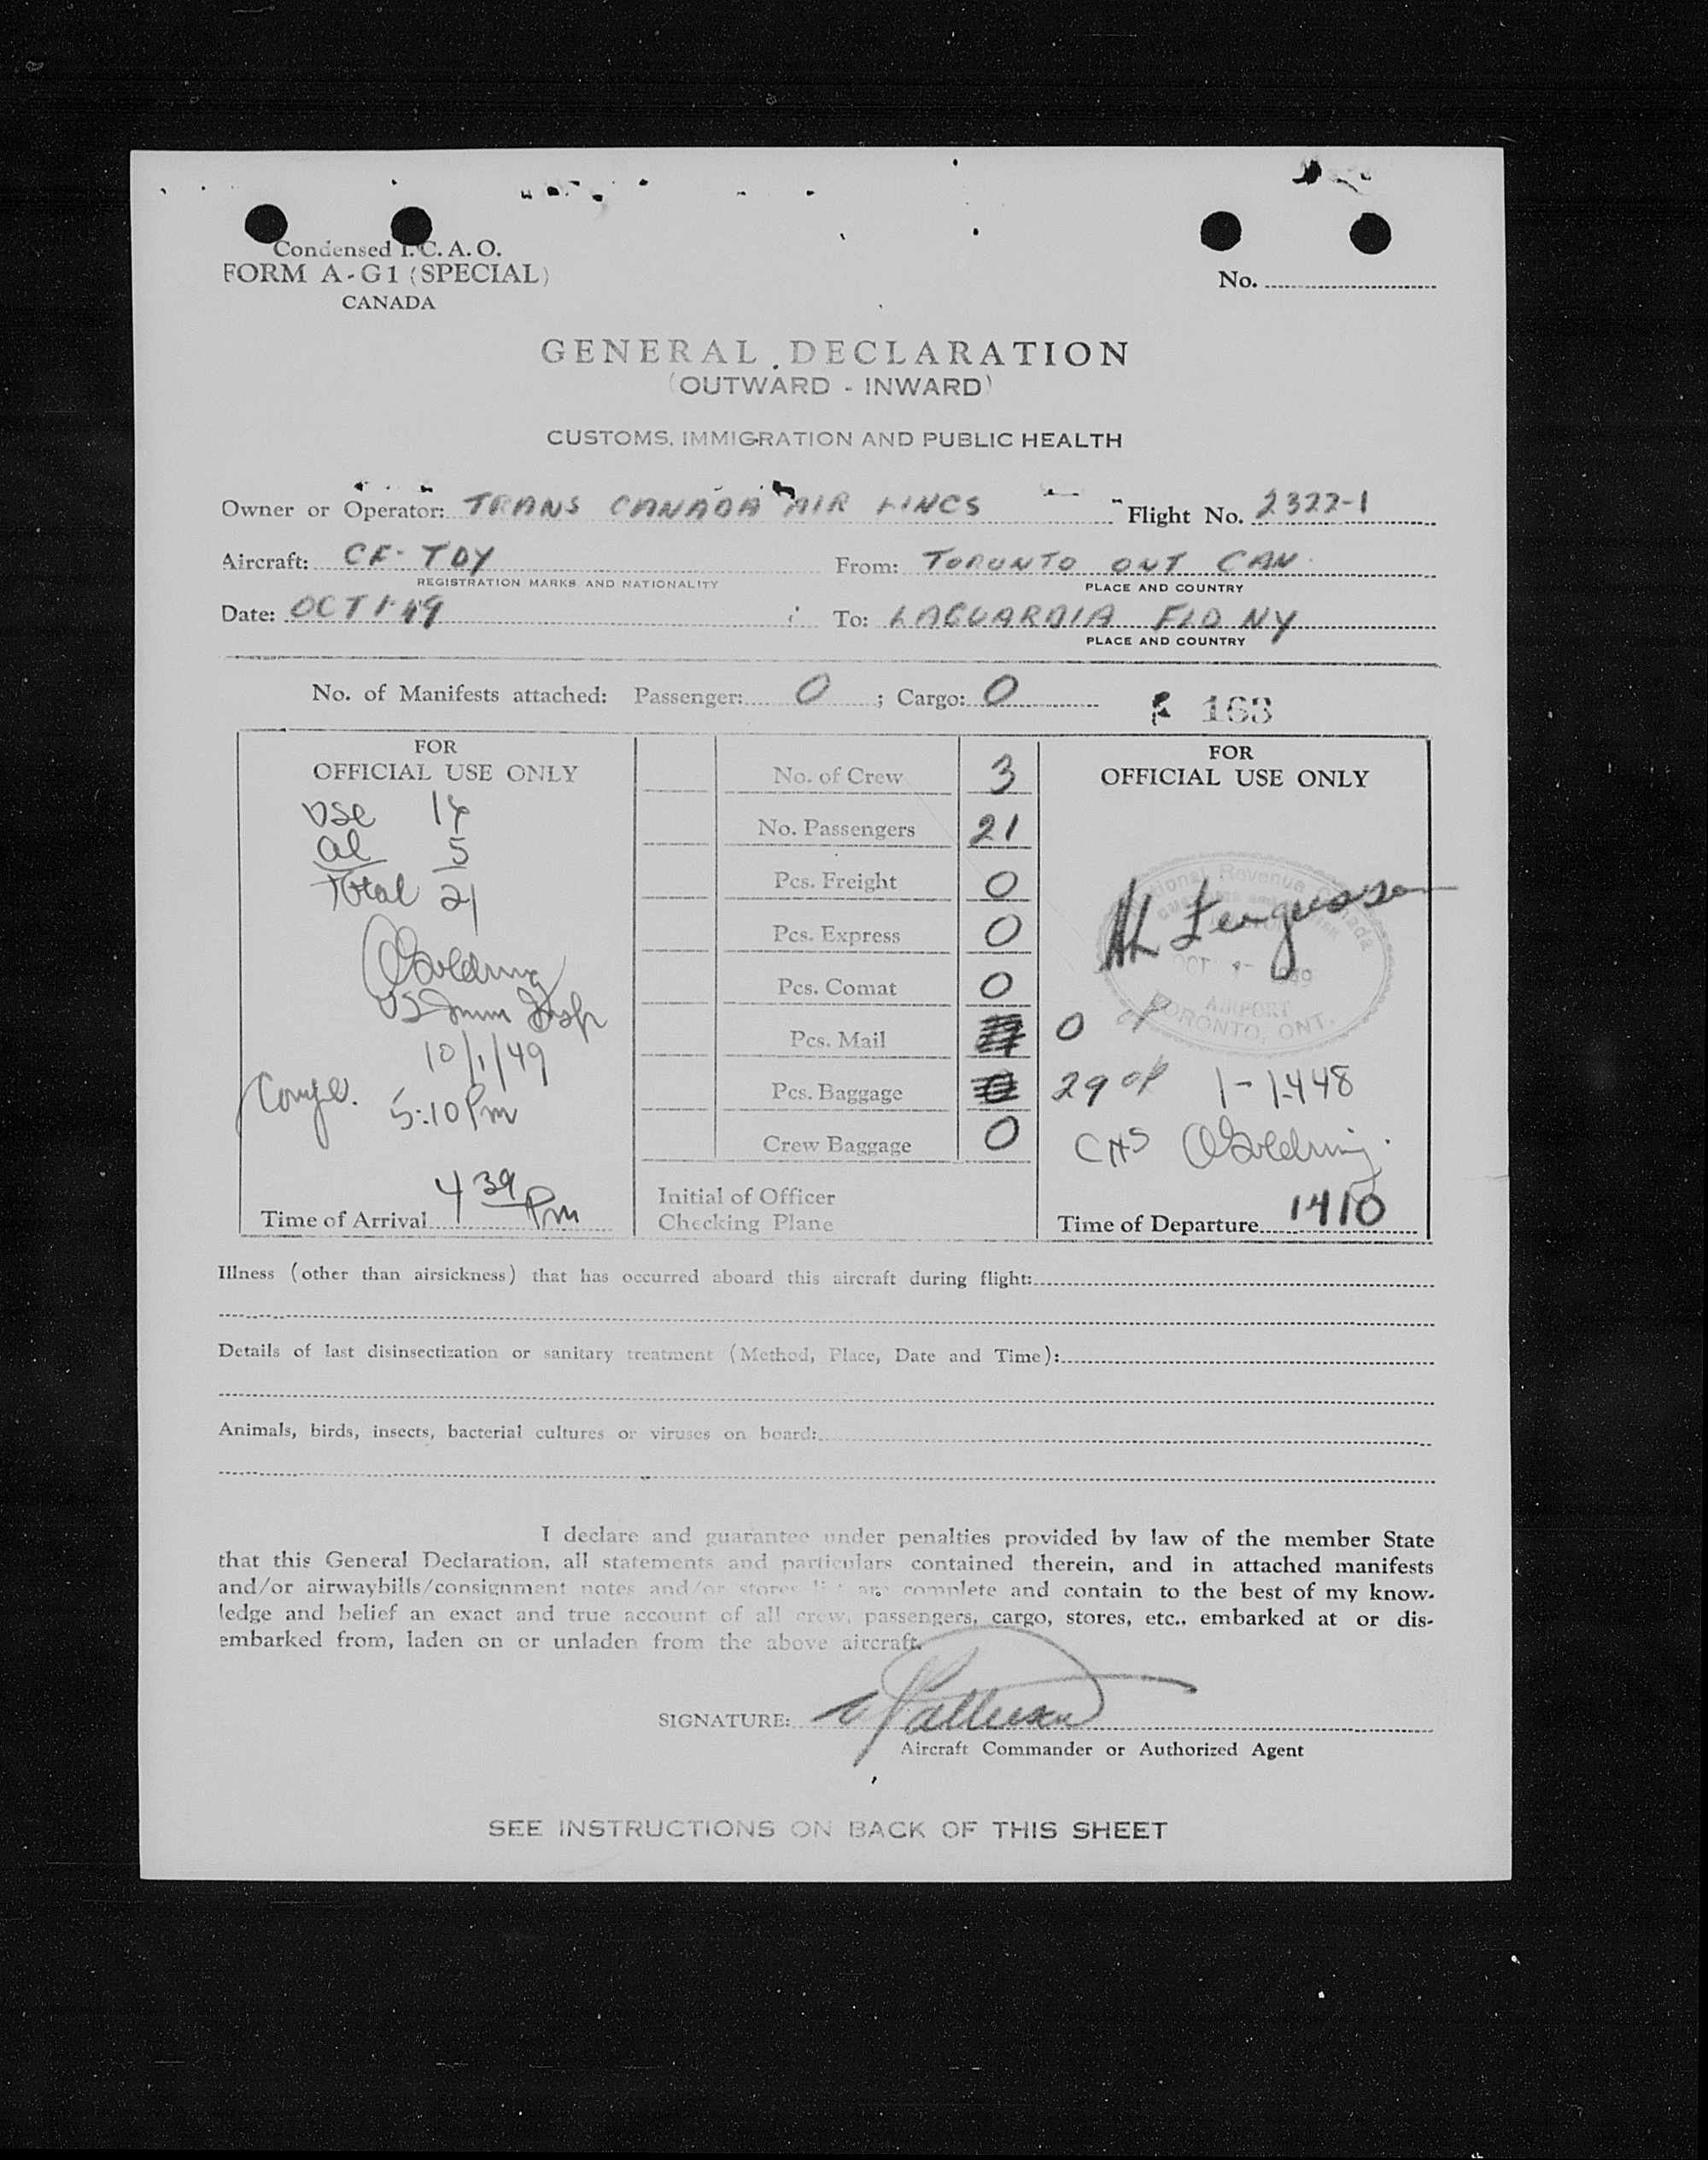 Condensed I.C.A.O.
FORM A-G1 (SPECIAL)
CANADA
No.
GENERAL DECLARATION
(OUTWARD - INWARD)
CUSTOMS, IMMIGRATION AND PUBLIC HEALTH
Owner or Operator: TRANS CANADA AIR LINES Flight No. 2322-1
Aircraft: CF-TDY From: TORONTO ONT CAN
REGISTRATION MARKS AND NATIONALITY PLACE AND COUNTRY
Date: OCT 1-49 ; To: LAGUARDIA FLD NY
PLACE AND COUNTRY
No. of Manifests attached: Passenger: 0 ; Cargo: 0
163
FOR
OFFICIAL USE ONLY
USC
al 5
Total 21
Goldring
US Imm Insp
10/1/49
5:10 Pm
Time of Arrival 4 39 Pm
No. of Crew 3
No. Passengers 21
Pcs. Freight 0
Pcs. Express 0
Pcs. Comat 0
Pcs. Mail
Pcs. Baggage
Crew Baggage 0
Initial of Officer
Checking Plane
FOR
OFFICIAL USE ONLY
National Revenue Canada
OCT
AIRPORT
TORONTO, ONT.
Ferguson
0
29 1-1448
Goldring
Time of Departure 1410
Illness (other than airsickness) that has occurred aboard this aircraft during flight:
Details of last disinsectization or sanitary treatment (Method, Place, Date and Time):
Animals, birds, insects, bacterial cultures or viruses on board:
I declare and guarantee under penalties provided by law of the member State
that this General Declaration, all statements and particulars contained therein, and in attached manifests
and/or airwaybills/consignment notes and/or stores list are complete and contain to the best of my know-
ledge and belief an exact and true account of all crew, passengers, cargo, stores, etc., embarked at or dis-
embarked from, laden on or unladen from the above aircraft.
SIGNATURE:
Aircraft Commander or Authorized Agent
SEE INSTRUCTIONS ON BACK OF THIS SHEET